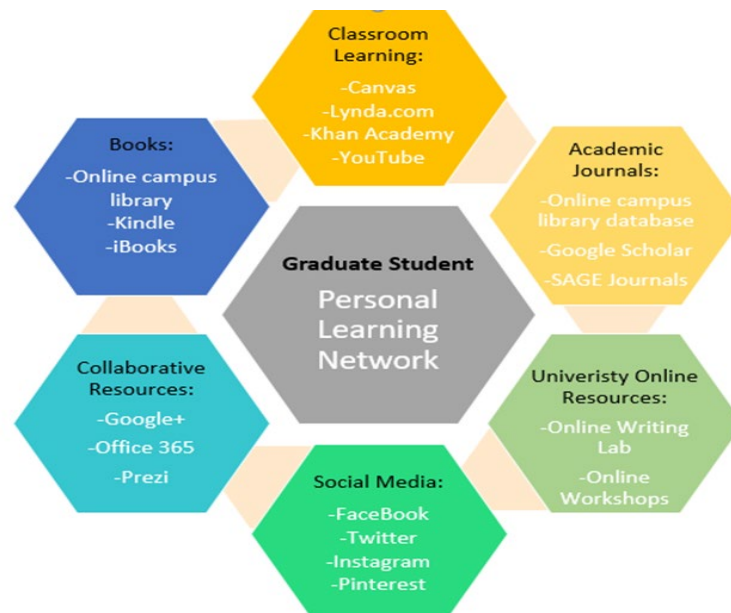 Classroom
Learning:
-Canvas
-Lynda.com
-Khan Academy
-YouTube
Academic
Journals:
-Online campus
library database
-Google Scholar
-SAGE Journals
Univeristy Online
Resources:
-Online Writing
Lab
-Online
Workshops
Social Media:
-FaceBook
-Twitter
-Instagram
-Pinterest
Collaborative
Resources:
-Google+
-Office 365
-Prezi
Books:
-Online campus
library
-Kindle
-iBooks
Graduate Student
Personal
Learning
Network